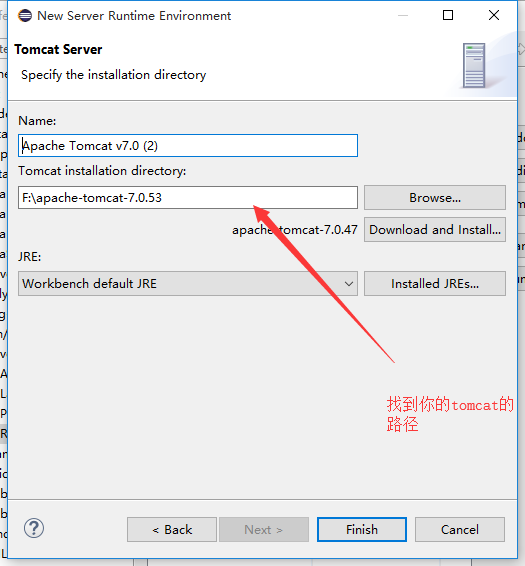 New Server Runtime Environment
Tomcat Server
Specify the installation directory
Name:
Apache Tomcat v7.0 (2)
Tomcat installation directory:
F:\apache-tomcat-7.0.53
Browse...
apache-tomcat-7.0.47
Download and Install...
JRE:
Workbench default JRE
Installed JREs...
找到你的tomcat的
路径
?
< Back
Next >
Finish
Cancel